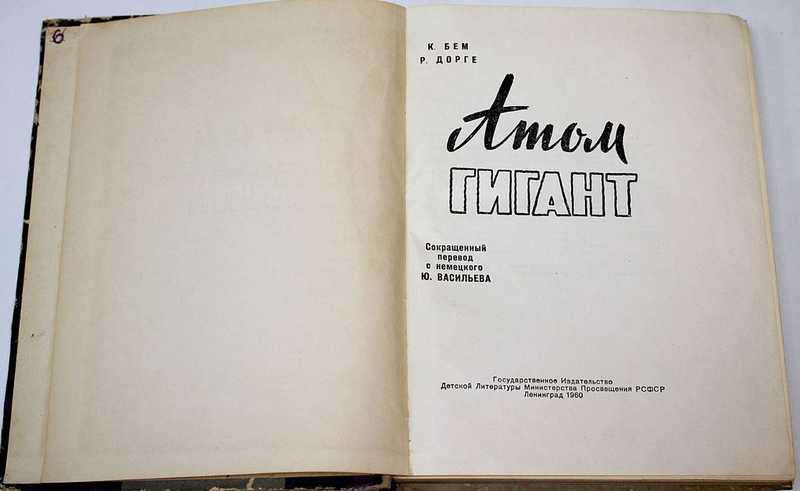 6
К. БЕМ
Р. ДОРГЕ
Атом
ГИГАНТ
Сокращенный
перевод
с немецкого
Ю. ВАСИЛЬЕВА
Государственное Издательство
Детской Литературы Министерства Просвещения РСФСР
Ленинград 1960